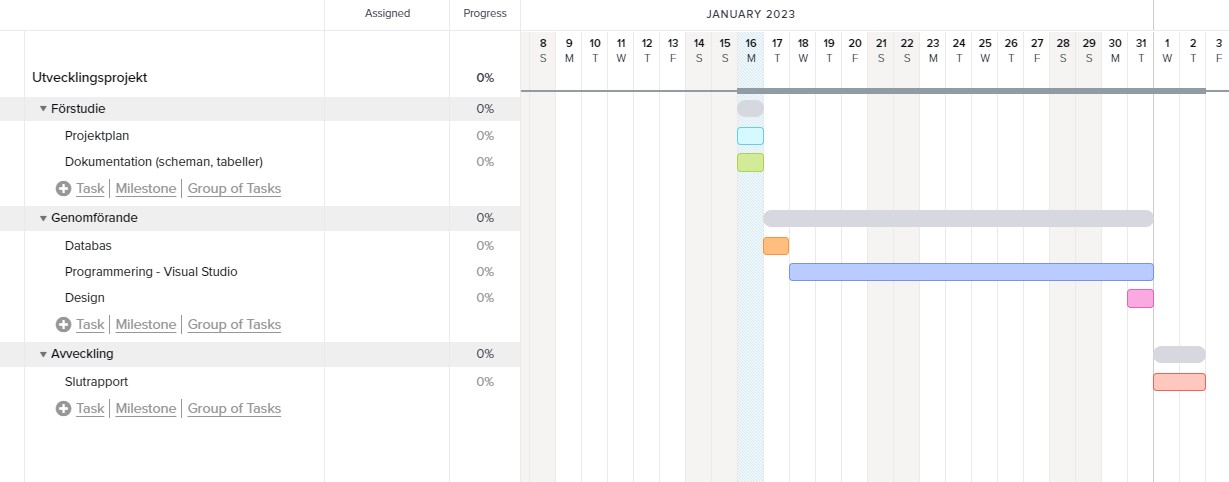 Assigned Progress JANUARY 2023
8 9 10 11 12 13 14 15 16 17 18 19 20 21 22 23 24 25 26 27 28 29 30 31 1 2 3
S M T W T F S S M T W T F S S M T W T F S S M T W T F
Utvecklingsprojekt 0%
Förstudie 0%
Projektplan 0%
Dokumentation (scheman, tabeller) 0%
Task Milestone Group of Tasks
Genomförande 0%
Databas 0%
Programmering - Visual Studio 0%
Design 0%
Task Milestone Group of Tasks
Avveckling 0%
Slutrapport 0%
Task Milestone Group of Tasks